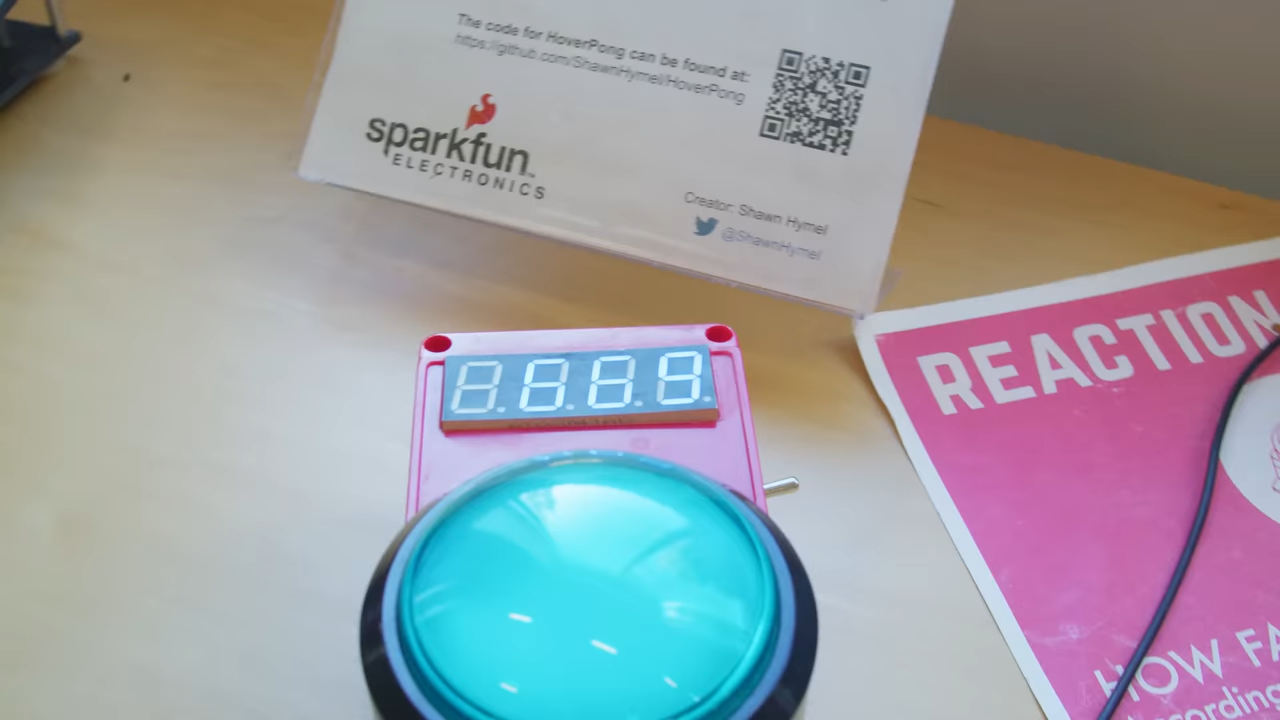 The code for HoverPong can be found at:
https://github.com/ShawnHymel/HoverPong
sparkfun
ELECTRONICS
Creator: Shawn Hymel
@ShawnHymel
REACTION
HOW